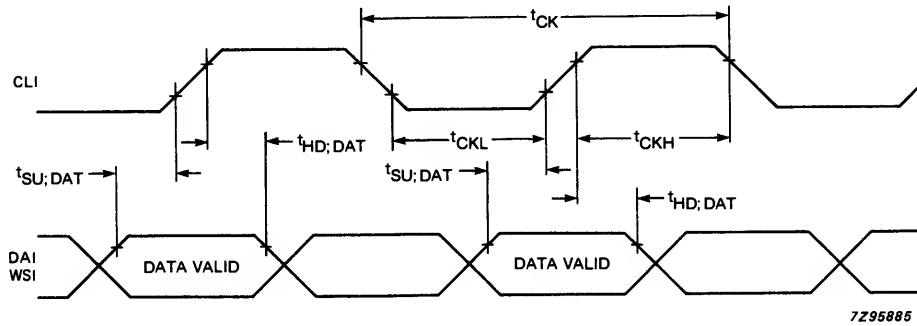 tCK
CLI
tHD; DAT
tCKL
tCKH
tSU; DAT
tSU; DAT
tHD; DAT
DAI
WSI
DATA VALID
DATA VALID
7Z95885